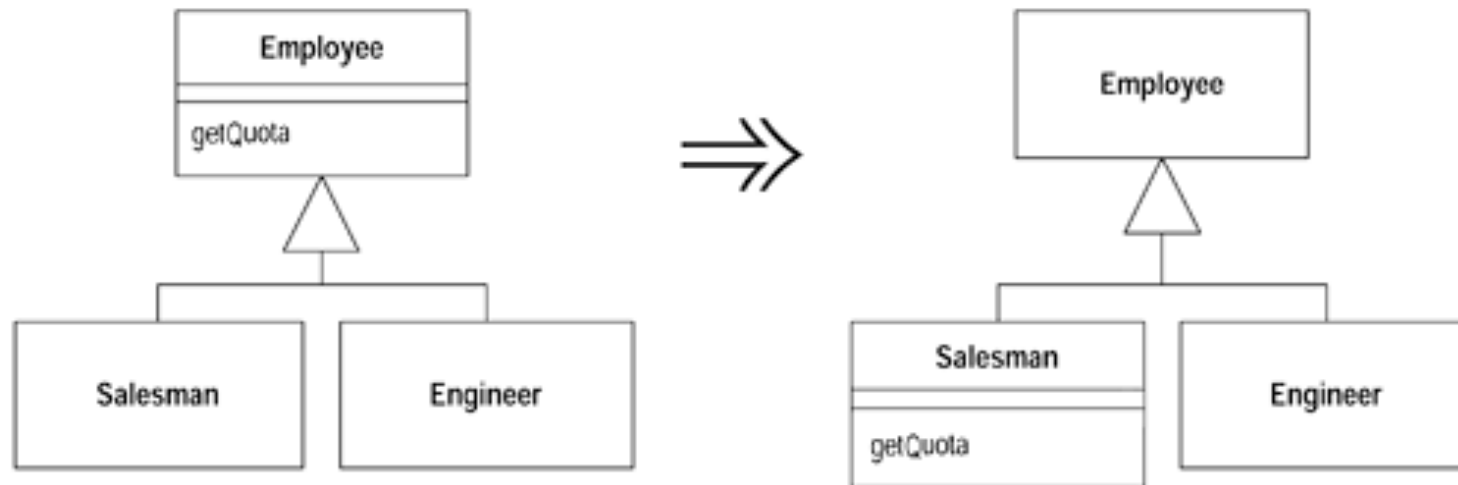 Employee
getQuota
Salesman
Engineer
Employee
Salesman
getQuota
Engineer